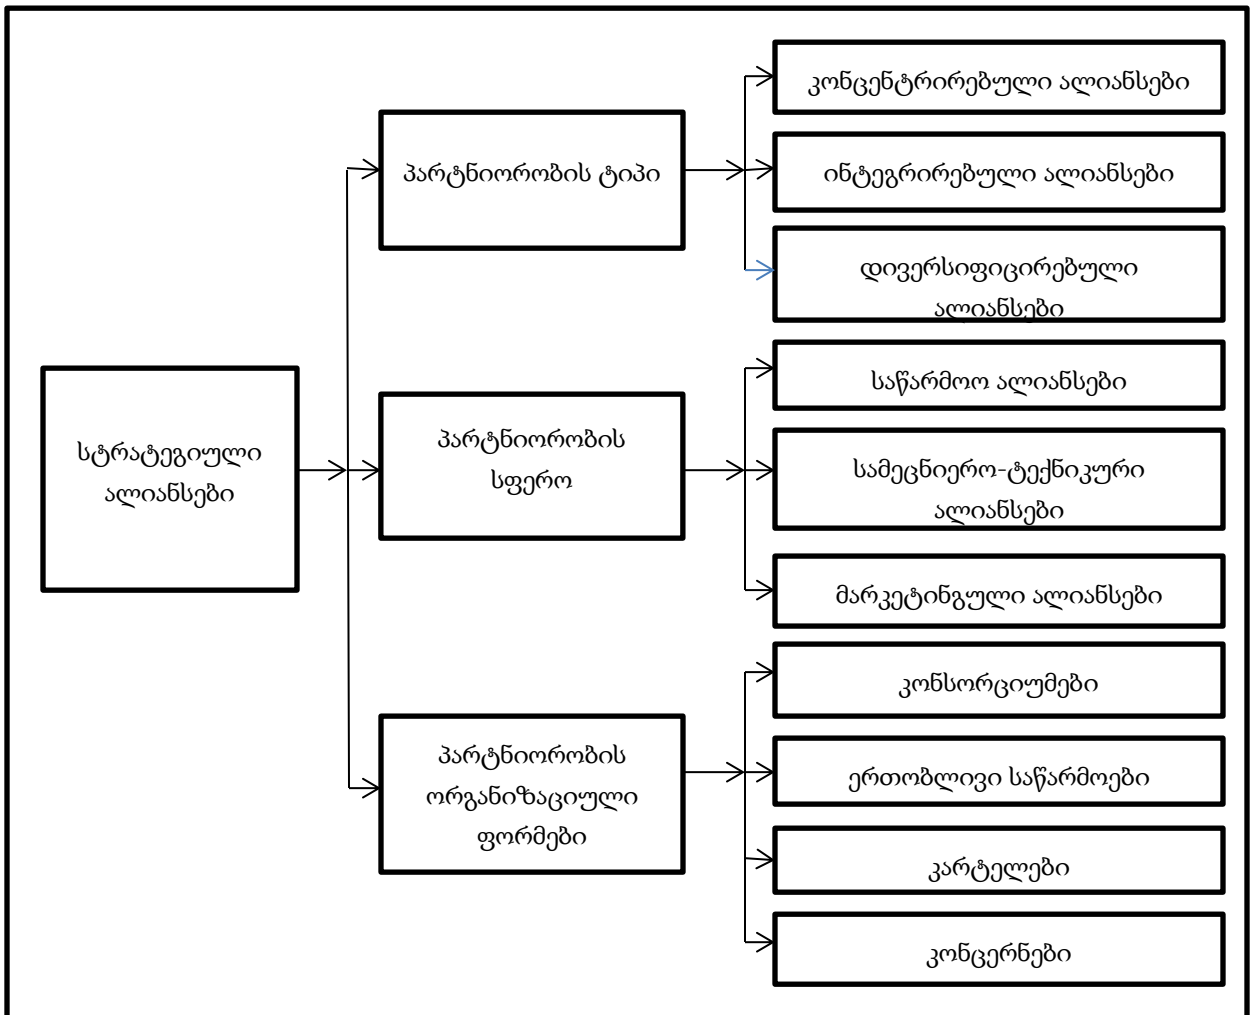 სტრატეგიული
ალიანსები
პარტნიორობის ტიპი
კონცენტრირებული ალიანსები
ინტეგრირებული ალიანსები
დივერსიფიცირებული
ალიანსები
პარტნიორობის
სფერო
საწარმოო ალიანსები
სამეცნიერო-ტექნიკური
ალიანსები
მარკეტინგული ალიანსები
პარტნიორობის
ორგანიზაციული
ფორმები
კონსორციუმები
ერთობლივი საწარმოები
კარტელები
კონცერნები